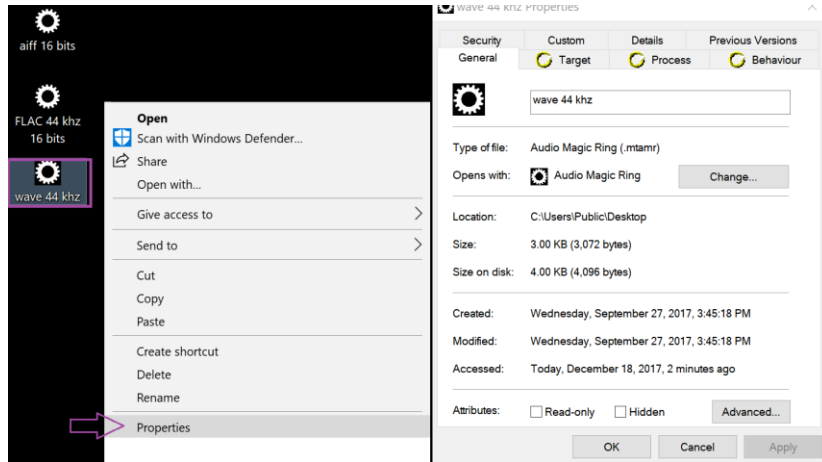 aiff 16 bits
FLAC 44 khz
16 bits
wave 44 khz
Open
Scan with Windows Defender...
Share
Open with...
Give access to
Send to
Cut
Copy
Paste
Create shortcut
Delete
Rename
Properties
wave 44 khz Properties
Security Custom Details Previous Versions
General Target Process Behaviour
wave 44 khz
Type of file: Audio Magic Ring (.mtamr)
Opens with: Audio Magic Ring Change...
Location: C:\Users\Public\Desktop
Size: 3.00 KB (3,072 bytes)
Size on disk: 4.00 KB (4,096 bytes)
Created: Wednesday, September 27, 2017, 3:45:18 PM
Modified: Wednesday, September 27, 2017, 3:45:18 PM
Accessed: Today, December 18, 2017, 2 minutes ago
Attributes: Read-only Hidden Advanced...
OK Cancel Apply